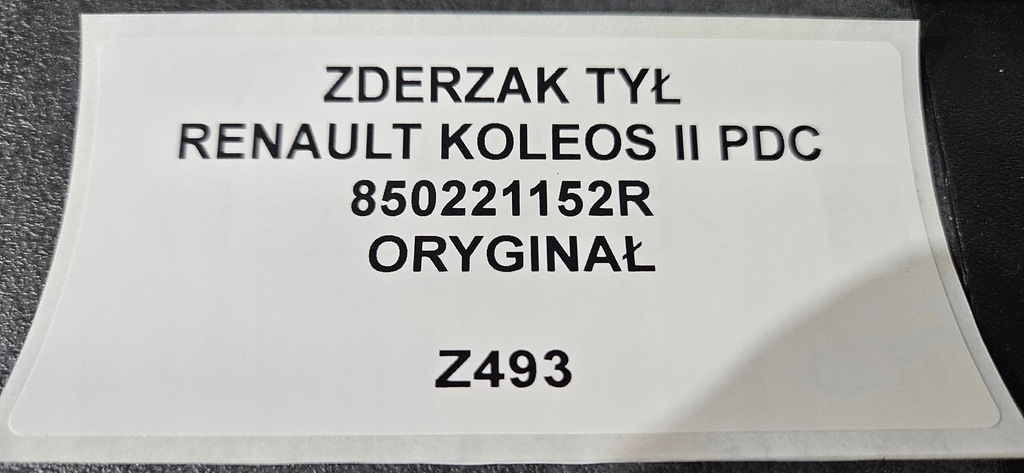 ZDERZAK TYŁ
RENAULT KOLEOS II PDC
850221152R
ORYGINAŁ
Z493